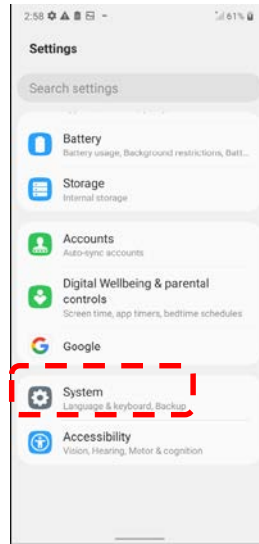 2:58 61%
Settings
Search settings
Battery
Battery usage, Background restrictions, Batt...
Storage
Internal storage
Accounts
Auto-sync accounts
Digital Wellbeing & parental
controls
Screen time, app timers, bedtime schedules
Google
System
Language & keyboard, Backup
Accessibility
Vision, Hearing, Motor & cognition